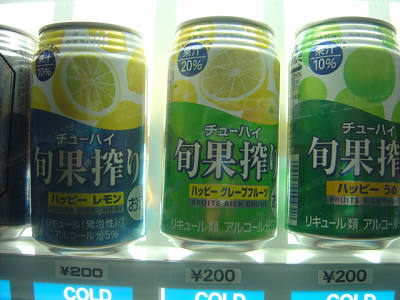 果汁
10%
チューハイ
旬果搾り
ハッピー レモン
お
リキュール(発泡性)
アルコール分5%
果汁
20%
チューハイ
旬果搾り
ハッピー グレープフルーツ
FRUITS RICH CHU-HI
リキュール類 アルコール分
果汁
10%
チューハイ
旬果搾
ハッピー うめ
FRUITS RICH CHU-HI
リキュール類 アルコール
¥200
¥200
¥200
COLD
COLD
COLD